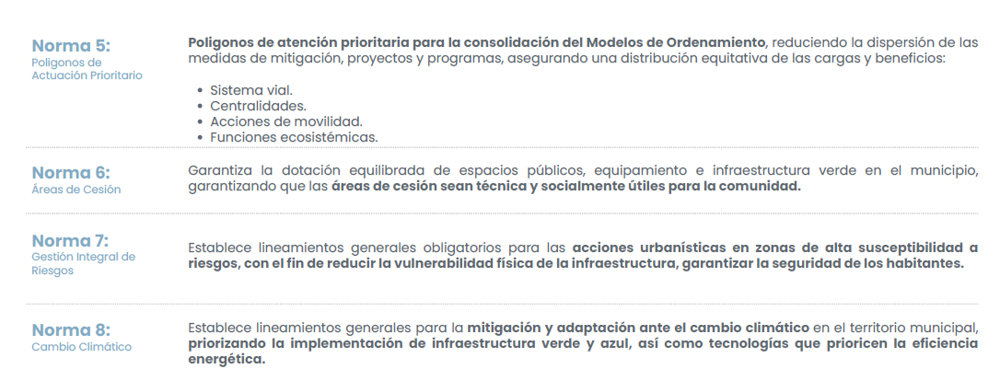 Norma 5:
Poligonos de
Actuación Prioritario
Poligonos de atención prioritaria para la consolidación del Modelos de Ordenamiento, reduciendo la dispersión de las
medidas de mitigación, proyectos y programas, asegurando una distribución equitativa de las cargas y beneficios:
• Sistema vial.
• Centralidades.
• Acciones de movilidad.
• Funciones ecosistémicas.
Norma 6:
Áreas de Cesión
Garantiza la dotación equilibrada de espacios públicos, equipamiento e infraestructura verde en el municipio,
garantizando que las áreas de cesión sean técnica y socialmente útiles para la comunidad.
Norma 7:
Gestión Integral de
Riesgos
Establece lineamientos generales obligatorios para las acciones urbanísticas en zonas de alta susceptibilidad a
riesgos, con el fin de reducir la vulnerabilidad física de la infraestructura, garantizar la seguridad de los habitantes.
Norma 8:
Cambio Climático
Establece lineamientos generales para la mitigación y adaptación ante el cambio climático en el territorio municipal,
priorizando la implementación de infraestructura verde y azul, así como tecnologías que prioricen la eficiencia
energética.